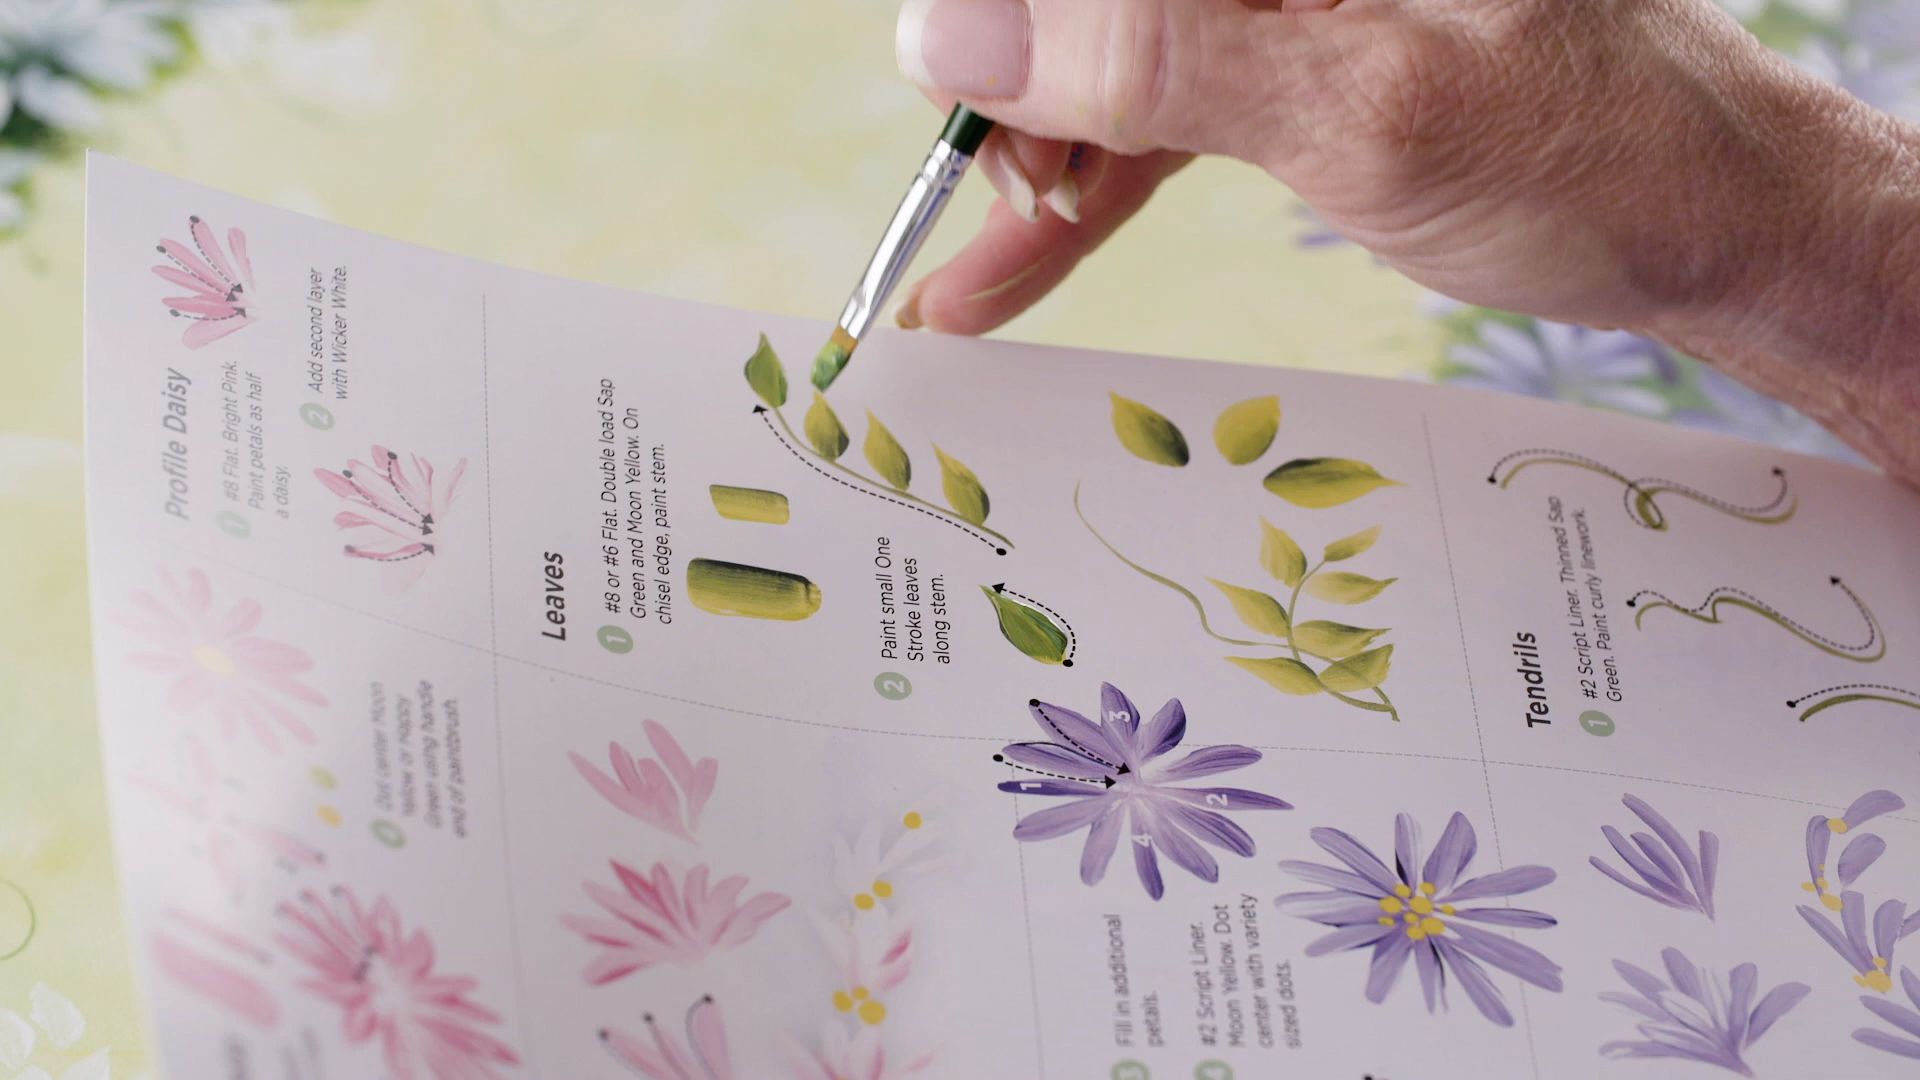 Profile Daisy
1 #8 Flat. Bright Pink.
Paint petals as half
a daisy.
2 Add second layer
with Wicker White.
4 Dot center Moon
Yellow or Happy
Green using handle
end of paintbrush.
Leaves
1 #8 or #6 Flat. Double load Sap
Green and Moon Yellow. On
chisel edge, paint stem.
2 Paint small One
Stroke leaves
along stem.
1
2
3
4
3 Fill in additional
petals.
4 #2 Script Liner.
Moon Yellow. Dot
center with variety
sized dots.
Tendrils
1 #2 Script Liner. Thinned Sap
Green. Paint curly linework.